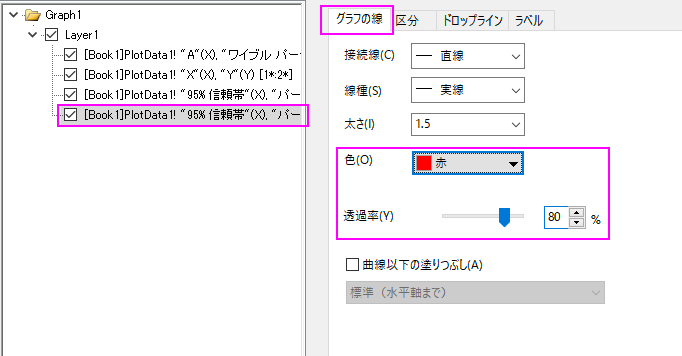 Graph1
Layer1
[Book1]PlotData1! "A"(X), "ワイブル パー
[Book1]PlotData1! "X"(X), "Y"(Y) [1*:2*]
[Book1]PlotData1! "95% 信頼帯"(X), "パー
[Book1]PlotData1! "95% 信頼帯"(X), "パー
グラフの線 区分 ドロップライン ラベル
接続線(C) 直線
線種(S) 実線
太さ(I) 1.5
色(O) 赤
透過率(Y) 80 %
曲線以下の塗りつぶし(A)
標準（水平軸まで）